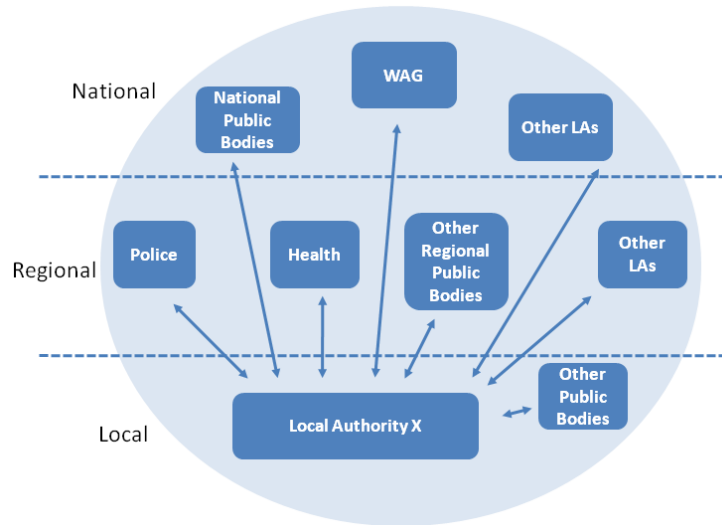 National
WAG
National
Public
Bodies
Other LAs
Regional
Police
Health
Other
Regional
Public
Bodies
Other
LAs
Local
Local Authority X
Other
Public
Bodies